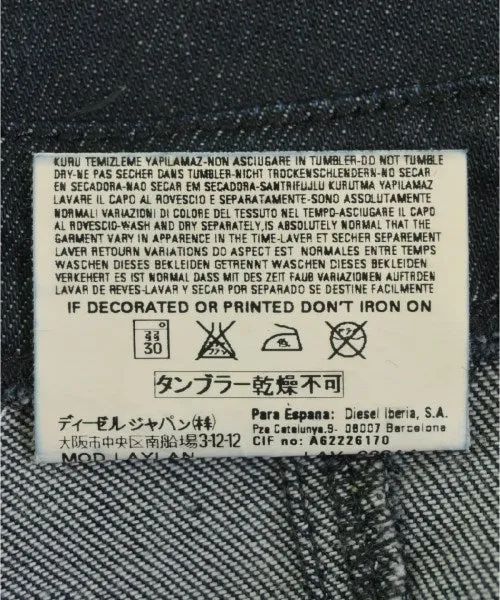 KURU TEMIZLEME YAPILAMAZ-NON ASCIUGARE IN TUMBLER-DO NOT TUMBLE
DRY-NE PAS SECHER DANS TUMBLER-NICHT TROCKENSCHLENDERN-NO SECAR
EN SECADORA-NAO SECAR EM SECADORA-SANTRIFUJLU KURUTMA YAPILAMAZ
LAVARE IL CAPO AL ROVESCIO E SEPARATAMENTE-SONO ASSOLUTAMENTE
NORMALI VARIAZIONI DI COLORE DEL TESSUTO NEL TEMPO-ASCIUGARE IL CAPO
AL ROVESCIO-WASH AND DRY SEPARATELY,IS ABSOLUTELY NORMAL THAT THE
GARMENT VARY IN APPARENCE IN THE TIME-LAVER ET SECHER SEPAREMENT
LAVER RETOURN VARIATIONS DO ASPECT EST NORMALES ENTRE TEMPS
WASCHEN DIESES BEKLEIDEN GETRENNT WASCHEN DIESES BEKLEIDEN
VERKEHERT ES IST NORMAL DASS MIT DES ZEIT FAUB VARIAZIONEN AUFTRDEN
LAVAR DE REVES-LAVAR Y SECAR POR SEPARADO SE DESTINE FACILMENTE
IF DECORATED OR PRINTED DON'T IRON ON
弱
30
タンブラー乾燥不可
ディーゼル ジャパン(株)
大阪市中央区南船場3-12-12
Para Espana: Diesel Iberia, S.A.
Pza Catalunya,9- 08007 Barcelona
CIF no: A62226170
MOD LAYLAN